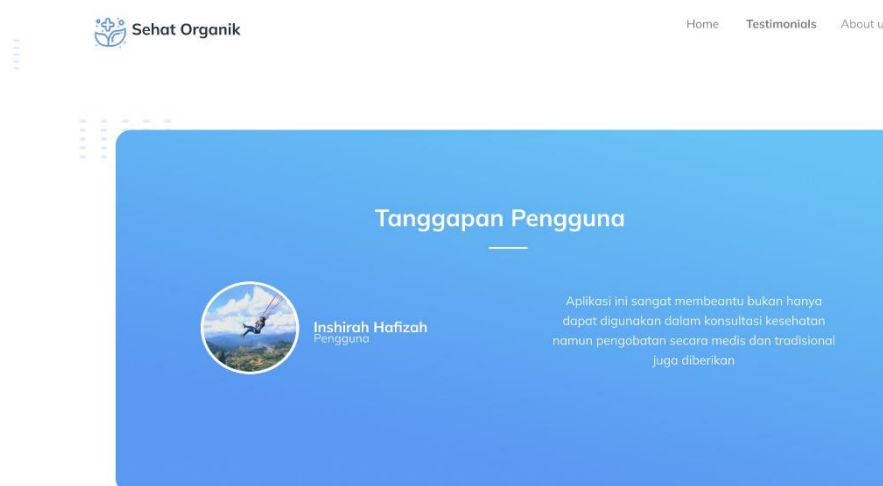 Sehat Organik
Home Testimonials About u
Tanggapan Pengguna
Inshirah Hafizah
Pengguna
Aplikasi ini sangat membeantu bukan hanya
dapat digunakan dalam konsultasi kesehatan
namun pengobatan secara medis dan tradisional
juga diberikan